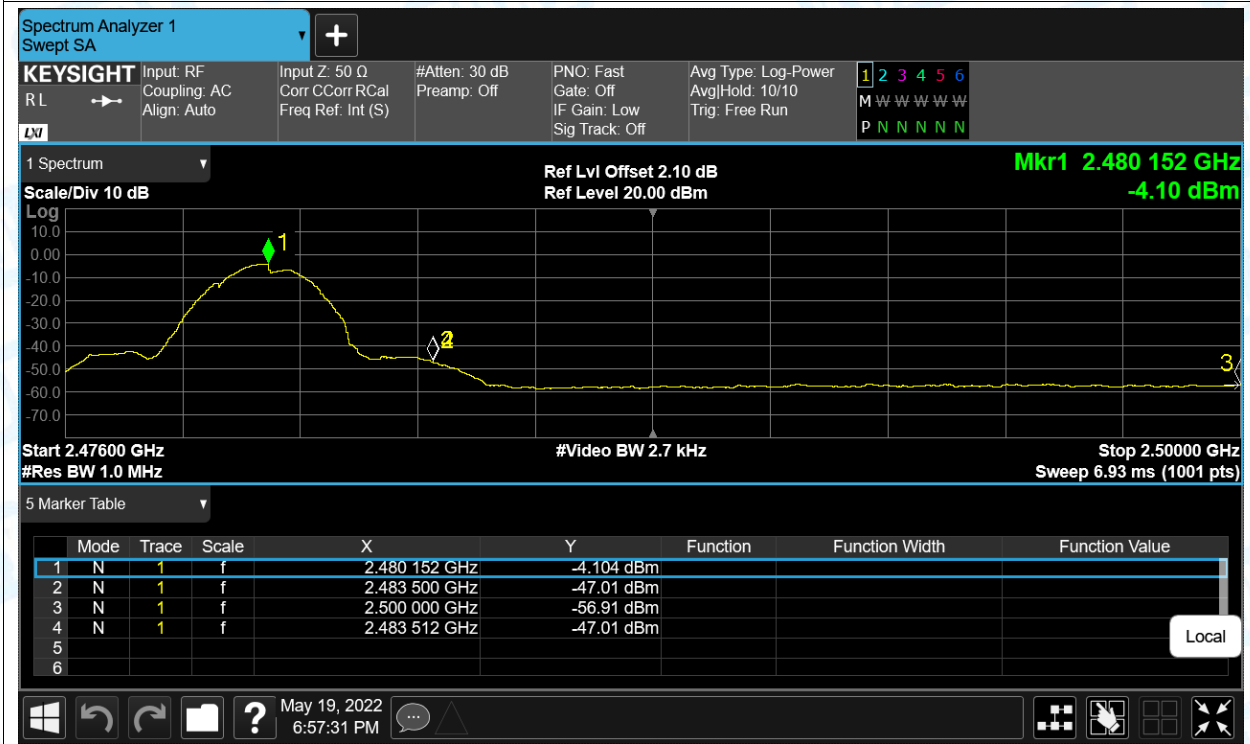 Spectrum Analyzer 1
Swept SA
+
KEYSIGHT
R L
LXI
Input: RF
Coupling: AC
Align: Auto
Input Z: 50 Ω
Corr CCorr RCal
Freq Ref: Int (S)
#Atten: 30 dB
Preamp: Off
PNO: Fast
Gate: Off
IF Gain: Low
Sig Track: Off
Avg Type: Log-Power
Avg|Hold: 10/10
Trig: Free Run
1 2 3 4 5 6
M W W W W W
P N N N N N
1 Spectrum
Scale/Div 10 dB
Ref Lvl Offset 2.10 dB
Ref Level 20.00 dBm
Mkr1 2.480 152 GHz
-4.10 dBm
Log
10.0
0.00
-10.0
-20.0
-30.0
-40.0
-50.0
-60.0
-70.0
1
3
Start 2.47600 GHz
#Res BW 1.0 MHz
#Video BW 2.7 kHz
Stop 2.50000 GHz
Sweep 6.93 ms (1001 pts)
5 Marker Table
Mode Trace Scale X Y Function Function Width Function Value
1 N 1 f 2.480 152 GHz -4.104 dBm
2 N 1 f 2.483 500 GHz -47.01 dBm
3 N 1 f 2.500 000 GHz -56.91 dBm
4 N 1 f 2.483 512 GHz -47.01 dBm
5
6
Local
?
May 19, 2022
6:57:31 PM